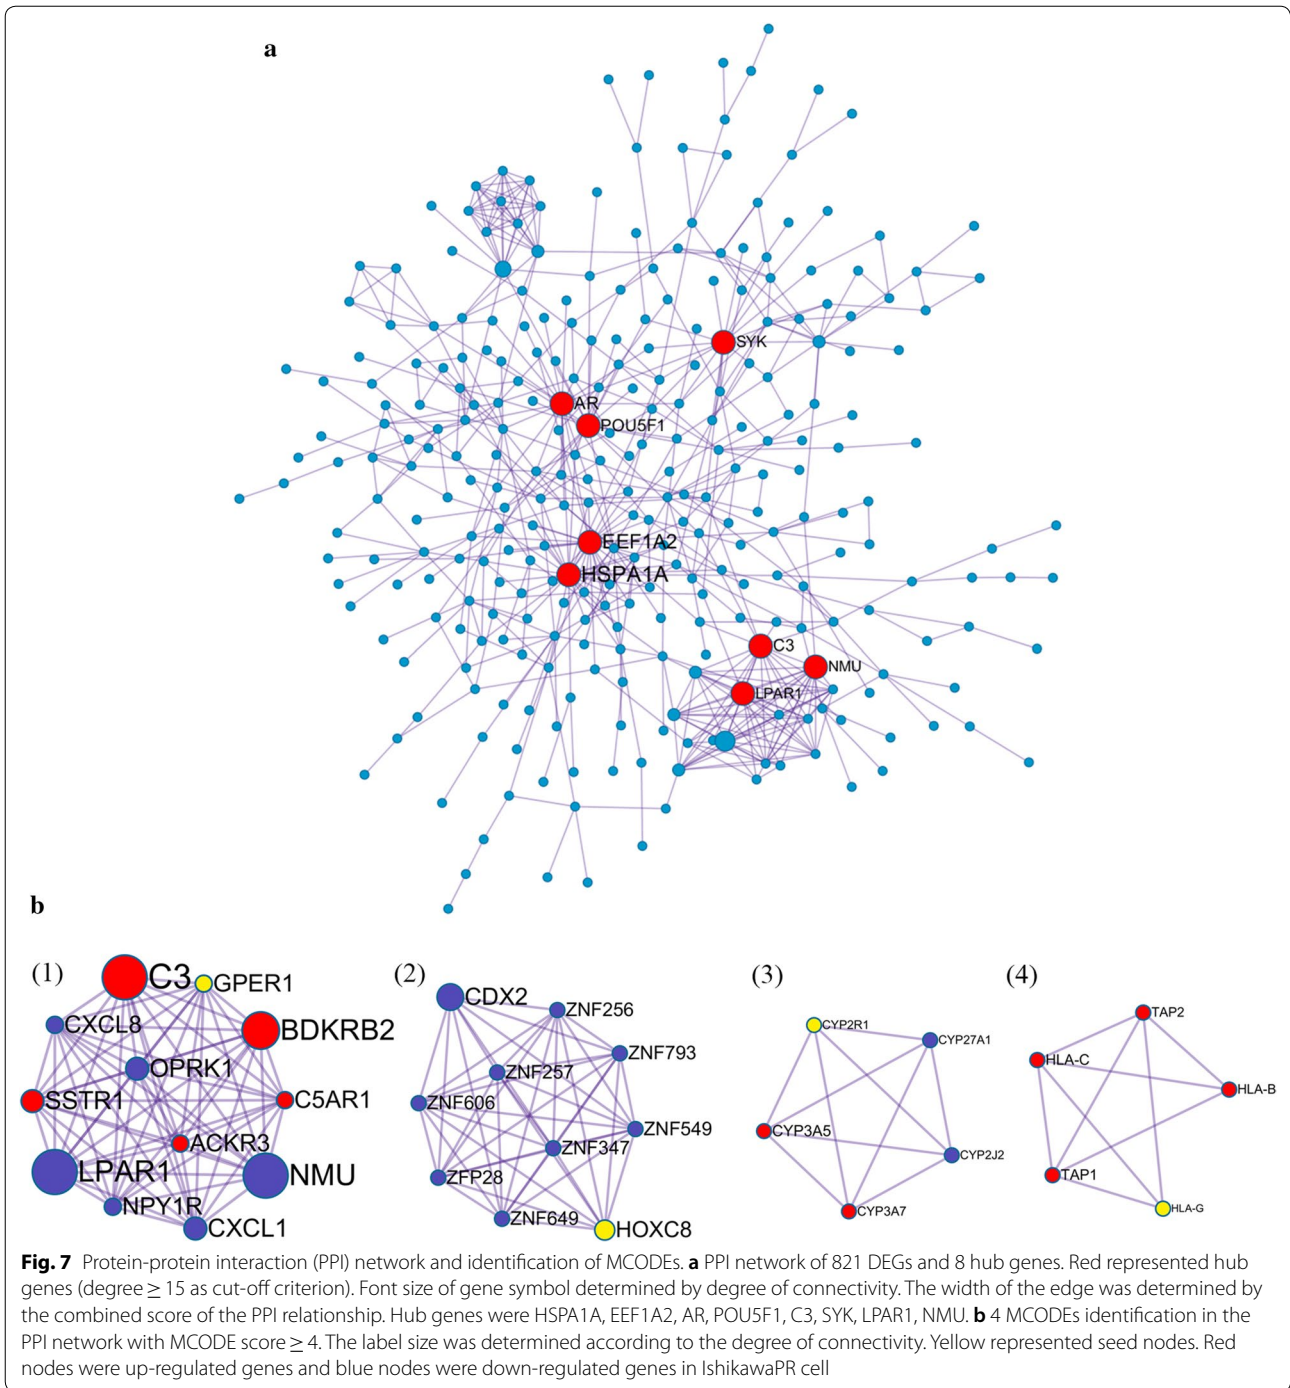 a
SYK
AR
POU5F1
EEF1A2
HSPA1A
C3
NMU
LPAR1
b
(1)
C3
GPER1
CXCL8
BDKRB2
OPRK1
SSTR1
C5AR1
ACKR3
LPAR1
NMU
NPY1R
CXCL1
(2)
CDX2
ZNF256
ZNF793
ZNF257
ZNF606
ZNF549
ZNF347
ZFP28
ZNF649
HOXC8
(3)
CYP2R1
CYP27A1
CYP3A5
CYP2J2
CYP3A7
(4)
TAP2
HLA-C
HLA-B
TAP1
HLA-G
Fig. 7 Protein-protein interaction (PPI) network and identification of MCODEs. a PPI network of 821 DEGs and 8 hub genes. Red represented hub
genes (degree ≥ 15 as cut-off criterion). Font size of gene symbol determined by degree of connectivity. The width of the edge was determined by
the combined score of the PPI relationship. Hub genes were HSPA1A, EEF1A2, AR, POU5F1, C3, SYK, LPAR1, NMU. b 4 MCODEs identification in the
PPI network with MCODE score ≥ 4. The label size was determined according to the degree of connectivity. Yellow represented seed nodes. Red
nodes were up-regulated genes and blue nodes were down-regulated genes in IshikawaPR cell